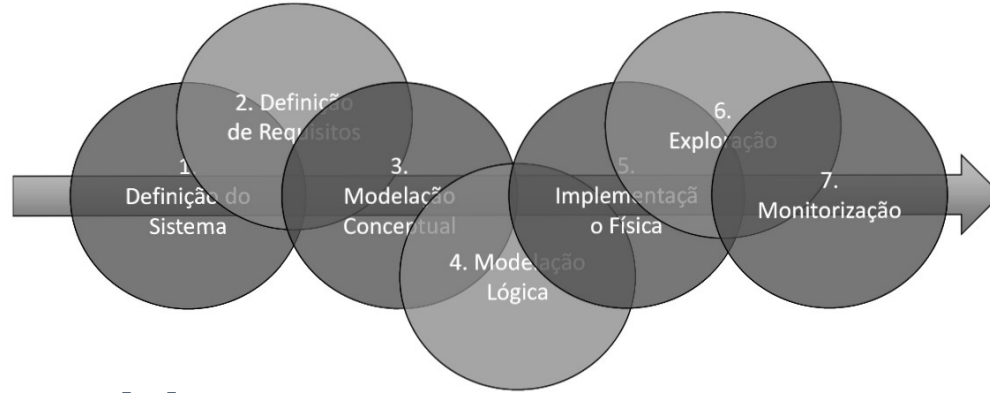 1.
Definição do
Sistema
2. Definição
de Requisitos
3.
Modelação
Conceptual
4. Modelação
Lógica
5.
Implementaçã
o Física
6.
Exploração
7.
Monitorização